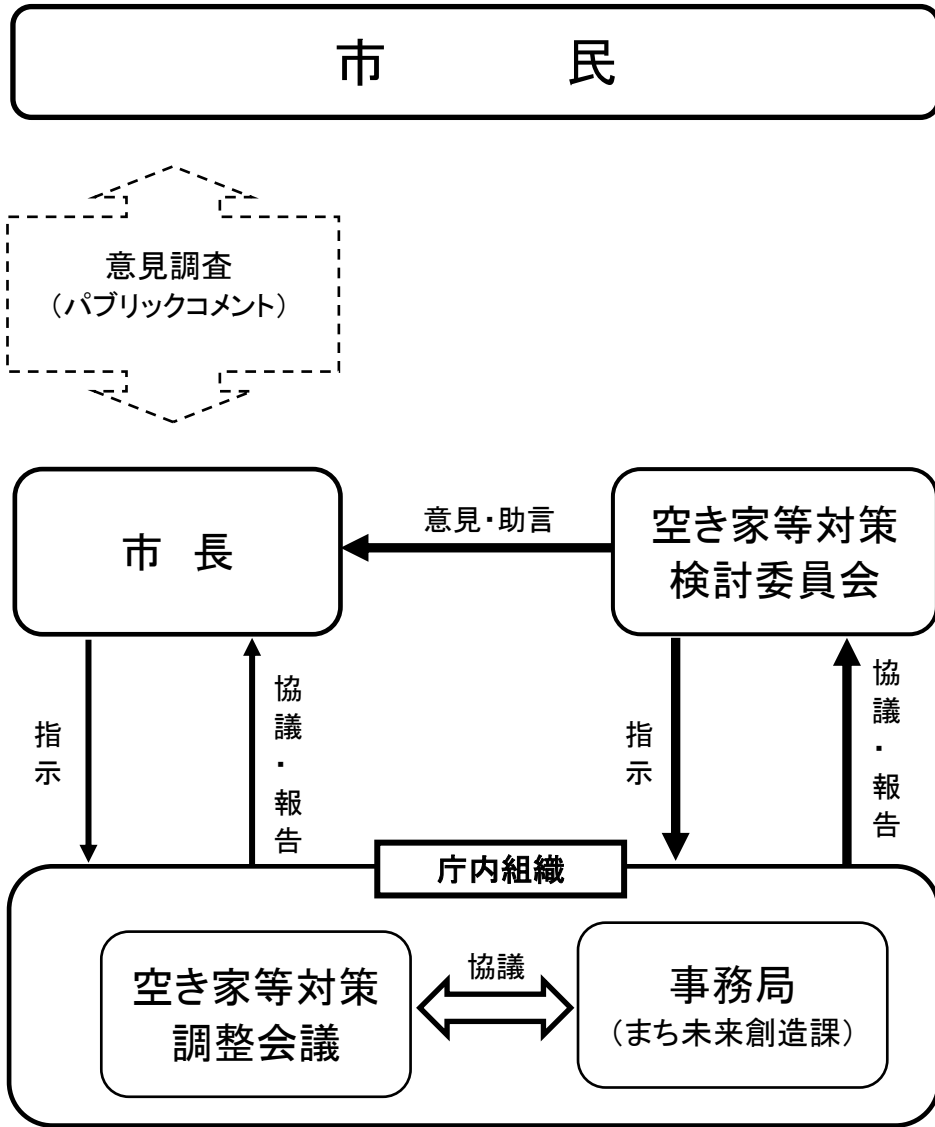 市　民
意見調査
（パブリックコメント）
市　長
意見・助言
空き家等対策
検討委員会
指示
協議・報告
指示
協議・報告
庁内組織
空き家等対策
調整会議
協議
事務局
（まち未来創造課）